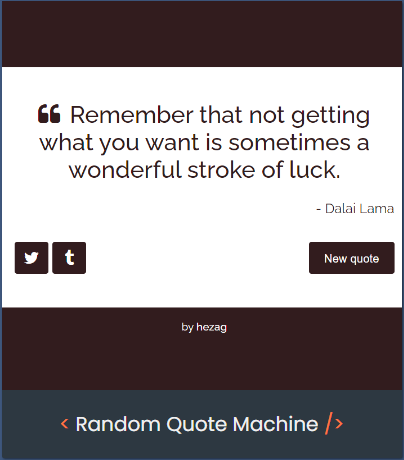 ❝ Remember that not getting
what you want is sometimes a
wonderful stroke of luck.
- Dalai Lama
t New quote
by hezag
< Random Quote Machine />